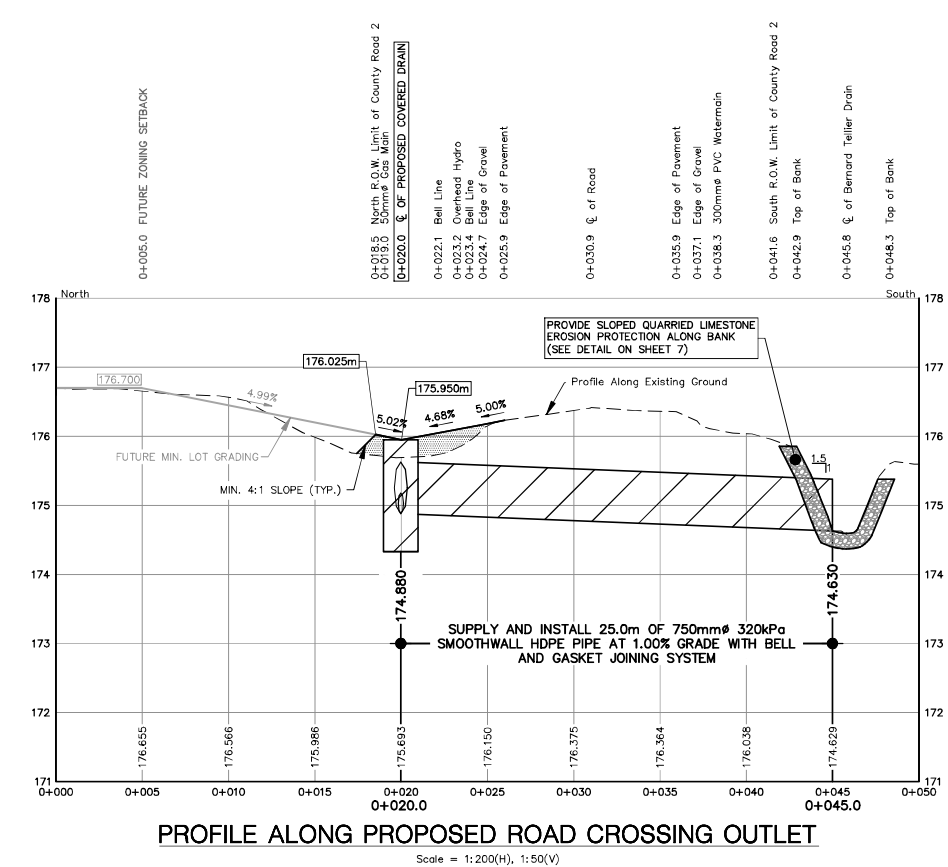 0+005.0 FUTURE ZONING SETBACK
0+018.5 North R.O.W. Limit of County Road 2
0+019.0 50mmø Gas Main
0+020.0 ℄ OF PROPOSED COVERED DRAIN
0+022.1 Bell Line
0+023.2 Overhead Hydro
0+023.4 Bell Line
0+024.7 Edge of Gravel
0+025.9 Edge of Pavement
0+030.9 ℄ of Road
0+035.9 Edge of Pavement
0+037.1 Edge of Gravel
0+038.3 300mmø PVC Watermain
0+041.6 South R.O.W. Limit of County Road 2
0+042.9 Top of Bank
0+045.8 ℄ of Bernard Tellier Drain
0+048.3 Top of Bank
178 North South 178
PROVIDE SLOPED QUARRIED LIMESTONE
EROSION PROTECTION ALONG BANK
(SEE DETAIL ON SHEET 7)
177 177
176.025m
176.700
175.950m
Profile Along Existing Ground
4.99%
5.02% 4.68% 5.00%
176 176
FUTURE MIN. LOT GRADING
1.5
1
MIN. 4:1 SLOPE (TYP.)
175 175
174 174
174.880
174.630
SUPPLY AND INSTALL 25.0m OF 750mmø 320kPa
SMOOTHWALL HDPE PIPE AT 1.00% GRADE WITH BELL
AND GASKET JOINING SYSTEM
173 173
172 172
176.655 176.566 175.986 175.693 176.150 176.375 176.364 176.038 174.629
171 171
0+000 0+005 0+010 0+015 0+020.0 0+025 0+030 0+035 0+040 0+045.0 0+050
PROFILE ALONG PROPOSED ROAD CROSSING OUTLET
Scale = 1:200(H), 1:50(V)